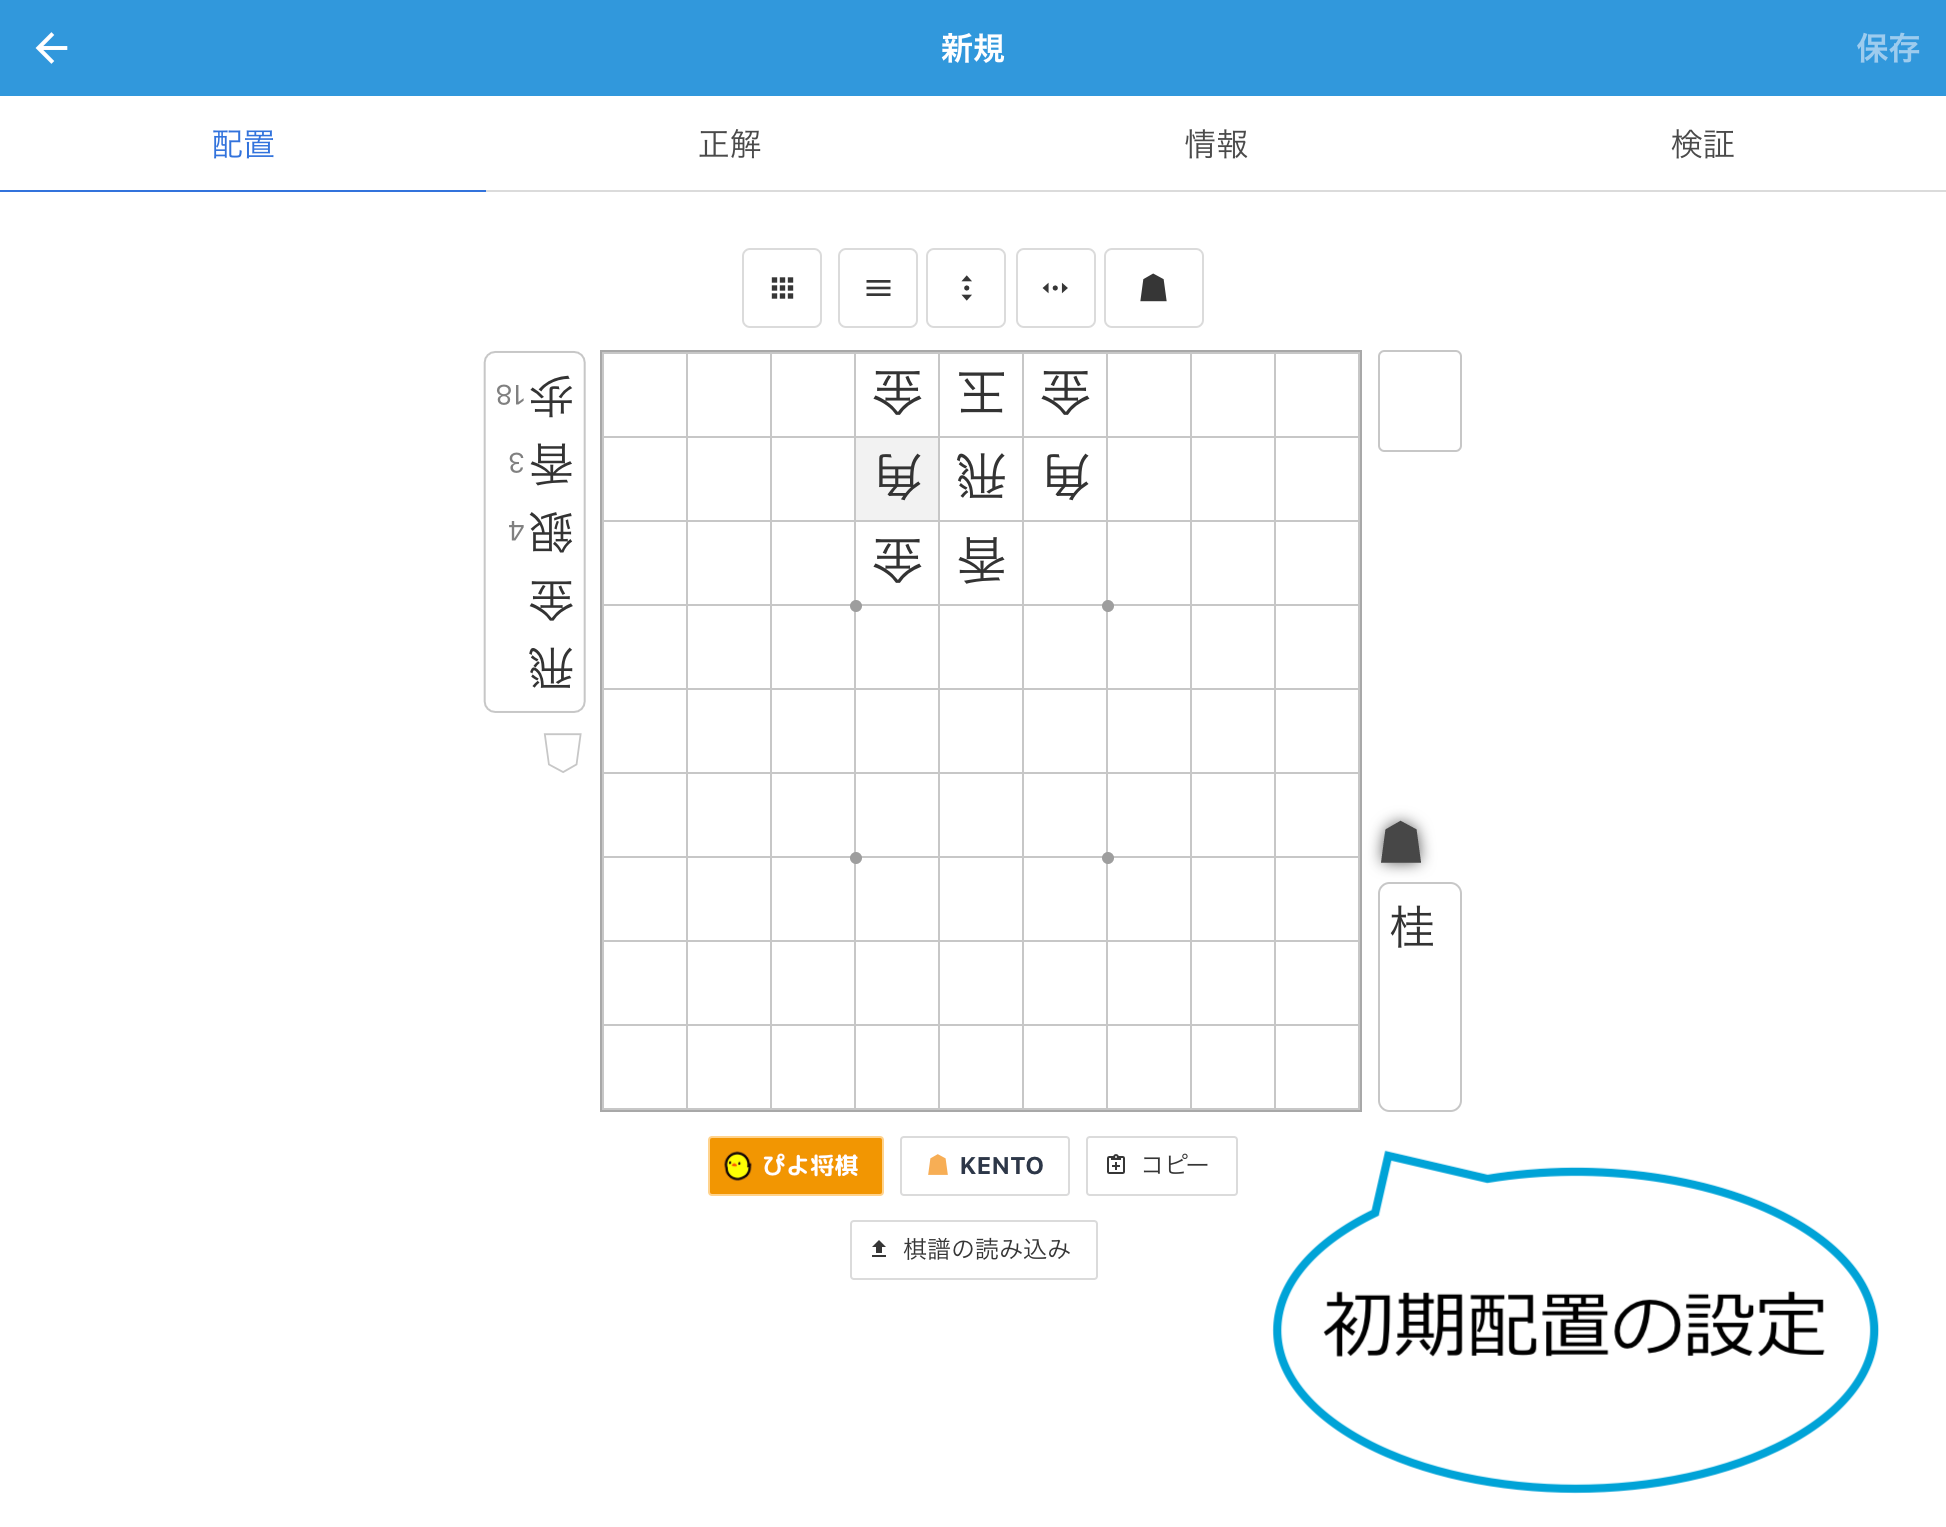 新規
保存
配置
正解
情報
検証
歩18
香3
銀4
金
飛
金玉金
角飛角
金香
桂
ぴよ将棋
KENTO
コピー
棋譜の読み込み
初期配置の設定